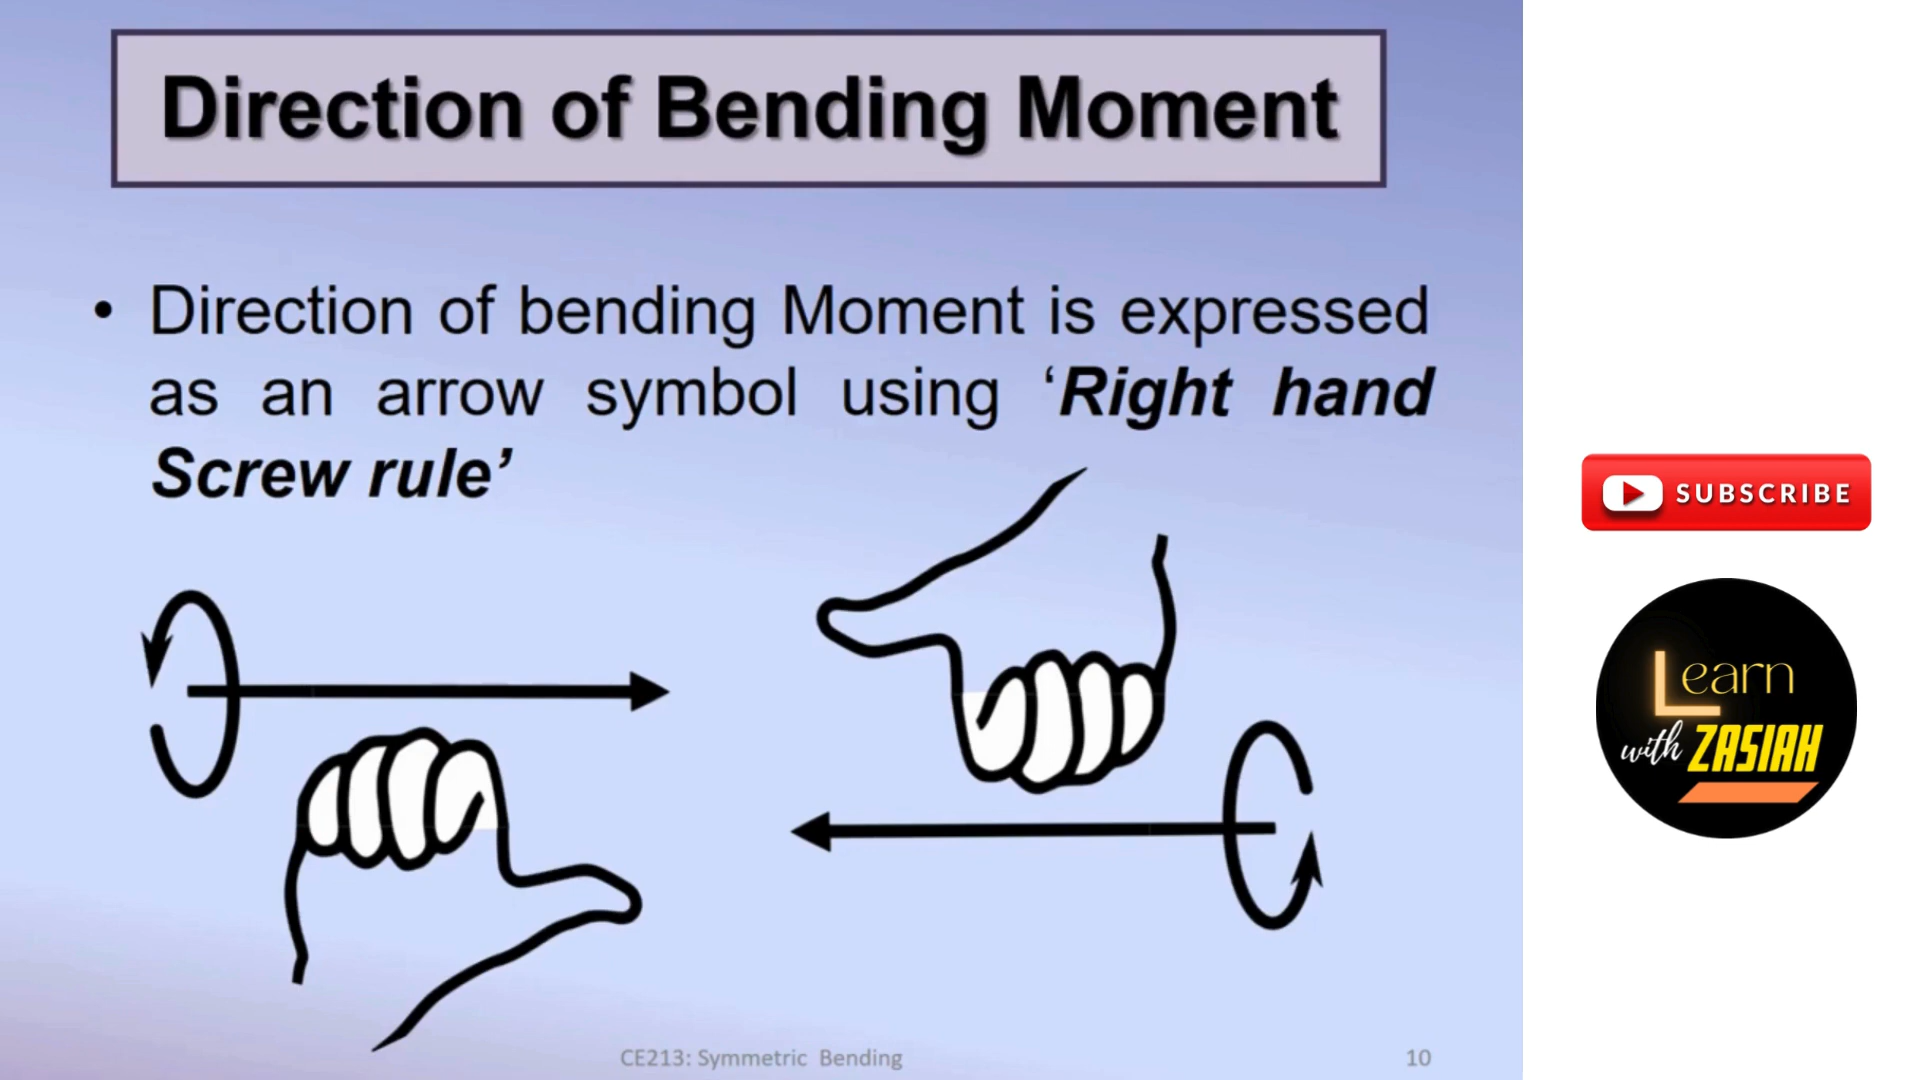 Direction of Bending Moment
• Direction of bending Moment is expressed
as an arrow symbol using ‘Right hand
Screw rule’
SUBSCRIBE
Learn
with ZASIAH
CE213: Symmetric Bending
10